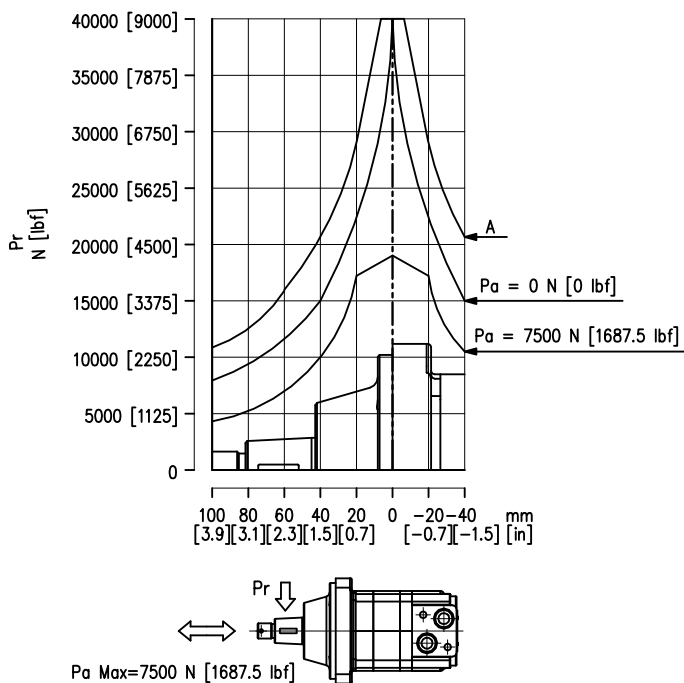 40000 [9000]
35000 [7875]
30000 [6750]
25000 [5625]
20000 [4500]
15000 [3375]
10000 [2250]
5000 [1125]
0
Pr
N [lbf]
A
Pa = 0 N [0 lbf]
Pa = 7500 N [1687.5 lbf]
100 80 60 40 20 0 -20 -40 mm
[3.9][3.1][2.3][1.5][0.7] [-0.7][-1.5] [in]
Pr
Pa Max=7500 N [1687.5 lbf]